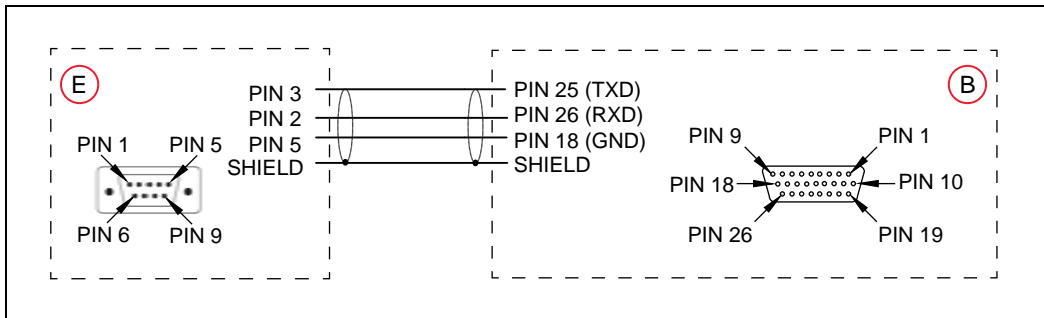 E
PIN 3
PIN 2
PIN 5
SHIELD
PIN 25 (TXD)
PIN 26 (RXD)
PIN 18 (GND)
SHIELD
B
PIN 1
PIN 5
PIN 6
PIN 9
PIN 9
PIN 1
PIN 18
PIN 10
PIN 26
PIN 19